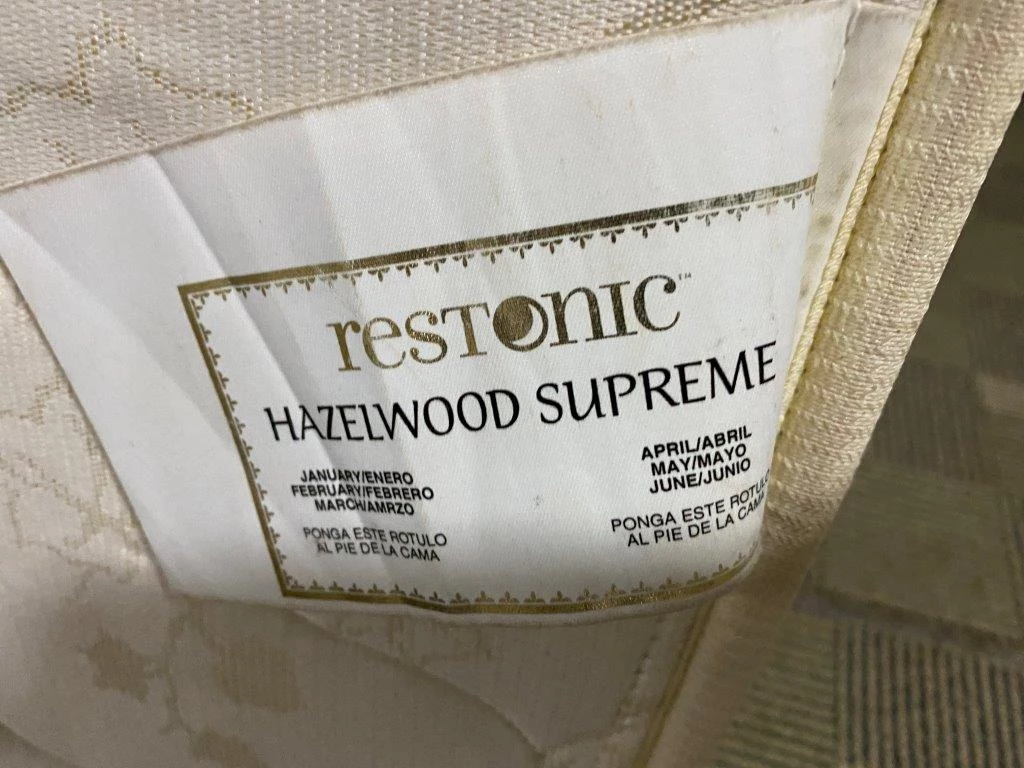 resTONIC™
HAZELWOOD SUPREME
JANUARY/ENERO
FEBRUARY/FEBRERO
MARCH/AMRZO
PONGA ESTE ROTULO
AL PIE DE LA CAMA
APRIL/ABRIL
MAY/MAYO
JUNE/JUNIO
PONGA ESTE ROTULO
AL PIE DE LA CAMA